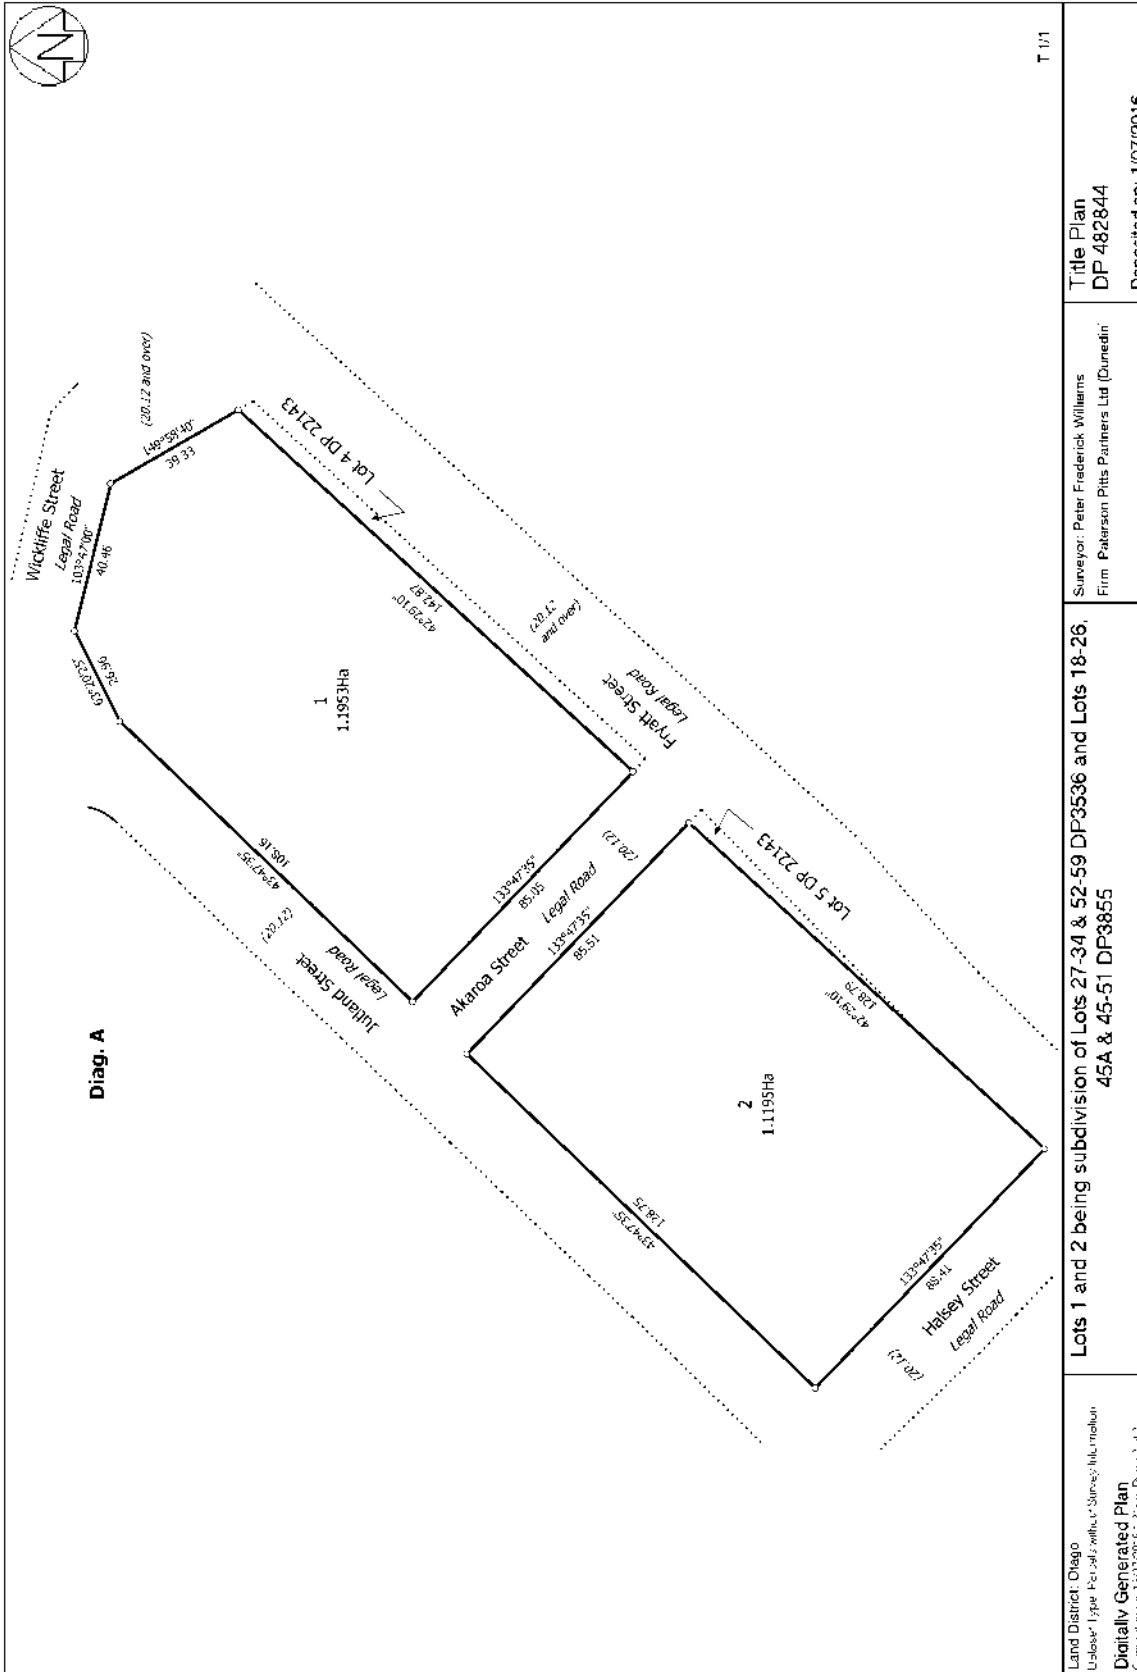 N
Diag. A
Wickliffe Street
Legal Road
103°47'00"
40.46
(20.12 and over)
149°58'40"
39.33
63°20'25"
26.96
Lot 4 DP 22143
43°47'35"
108.16
1
1.1953Ha
42°29'10"
142.87
(20.12
and over)
Fryatt Street
Legal Road
(20.12)
Jutland Street
Legal Road
133°47'35"
85.05
Akaroa Street
Legal Road
(20.12)
133°47'35"
85.51
Lot 5 DP 22143
2
1.1195Ha
42°29'10"
128.79
43°47'35"
128.75
133°47'35"
88.41
Halsey Street
Legal Road
(20.12)
T 1/1
Land District: Otago
Digitally Generated Plan
Lots 1 and 2 being subdivision of Lots 27-34 & 52-59 DP3536 and Lots 18-26,
45A & 45-51 DP3855
Surveyor: Peter Frederick Williams
Firm: Paterson Pitts Partners Ltd (Dunedin)
Title Plan
DP 482844
Deposited on: 1/07/2016